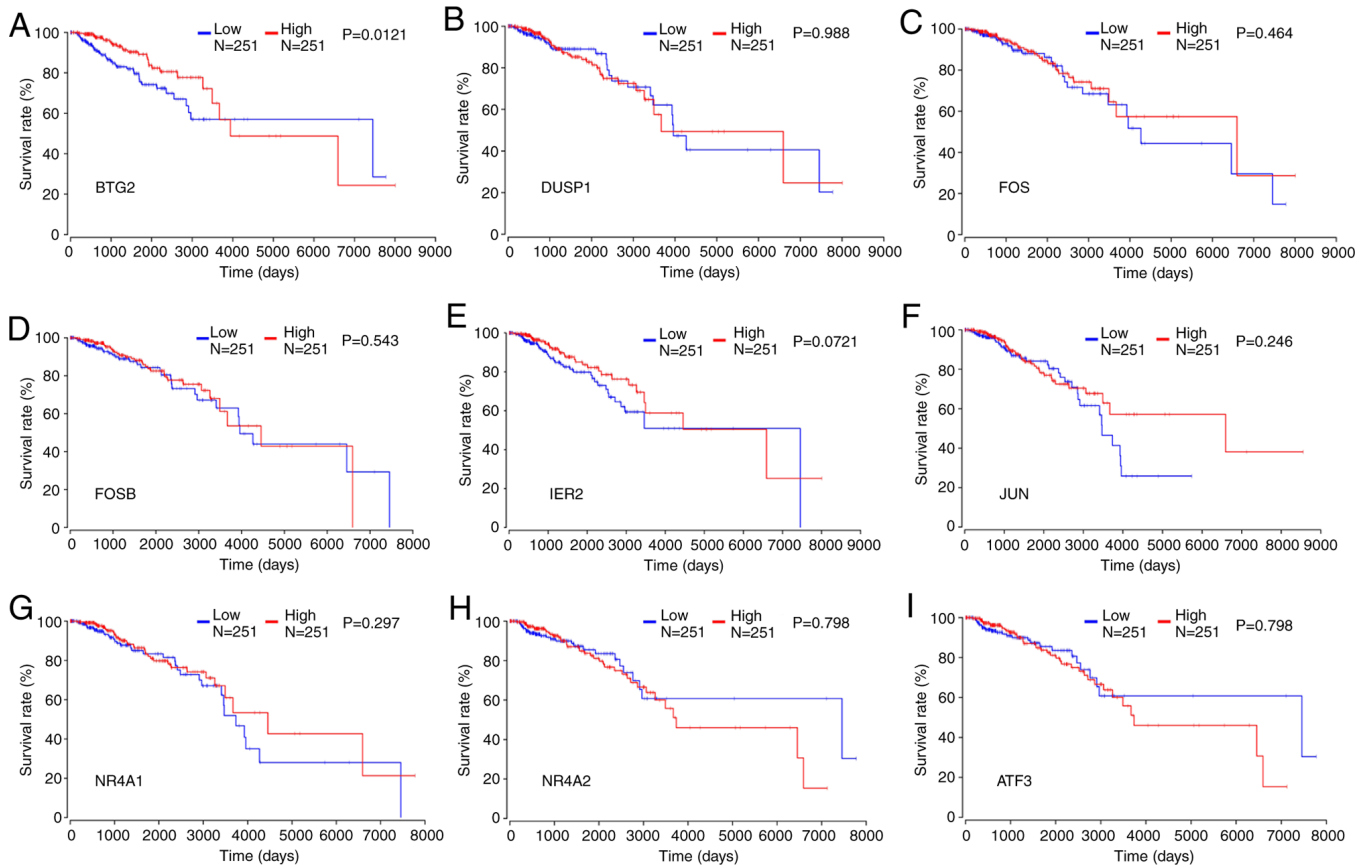 A
Low
N=251
High
N=251
P=0.0121
100
80
60
40
20
0
Survival rate (%)
BTG2
0 1000 2000 3000 4000 5000 6000 7000 8000 9000
Time (days)
B
Low
N=251
High
N=251
P=0.988
100
80
60
40
20
0
Survival rate (%)
DUSP1
0 1000 2000 3000 4000 5000 6000 7000 8000 9000
Time (days)
C
Low
N=251
High
N=251
P=0.464
100
80
60
40
20
0
Survival rate (%)
FOS
0 1000 2000 3000 4000 5000 6000 7000 8000 9000
Time (days)
D
Low
N=251
High
N=251
P=0.543
100
80
60
40
20
0
Survival rate (%)
FOSB
0 1000 2000 3000 4000 5000 6000 7000 8000
Time (days)
E
Low
N=251
High
N=251
P=0.0721
100
80
60
40
20
0
Survival rate (%)
IER2
0 1000 2000 3000 4000 5000 6000 7000 8000 9000
Time (days)
F
Low
N=251
High
N=251
P=0.246
100
80
60
40
20
0
Survival rate (%)
JUN
0 1000 2000 3000 4000 5000 6000 7000 8000 9000
Time (days)
G
Low
N=251
High
N=251
P=0.297
100
80
60
40
20
0
Survival rate (%)
NR4A1
0 1000 2000 3000 4000 5000 6000 7000 8000
Time (days)
H
Low
N=251
High
N=251
P=0.798
100
80
60
40
20
0
Survival rate (%)
NR4A2
0 1000 2000 3000 4000 5000 6000 7000 8000
Time (days)
I
Low
N=251
High
N=251
P=0.798
100
80
60
40
20
0
Survival rate (%)
ATF3
0 1000 2000 3000 4000 5000 6000 7000 8000
Time (days)